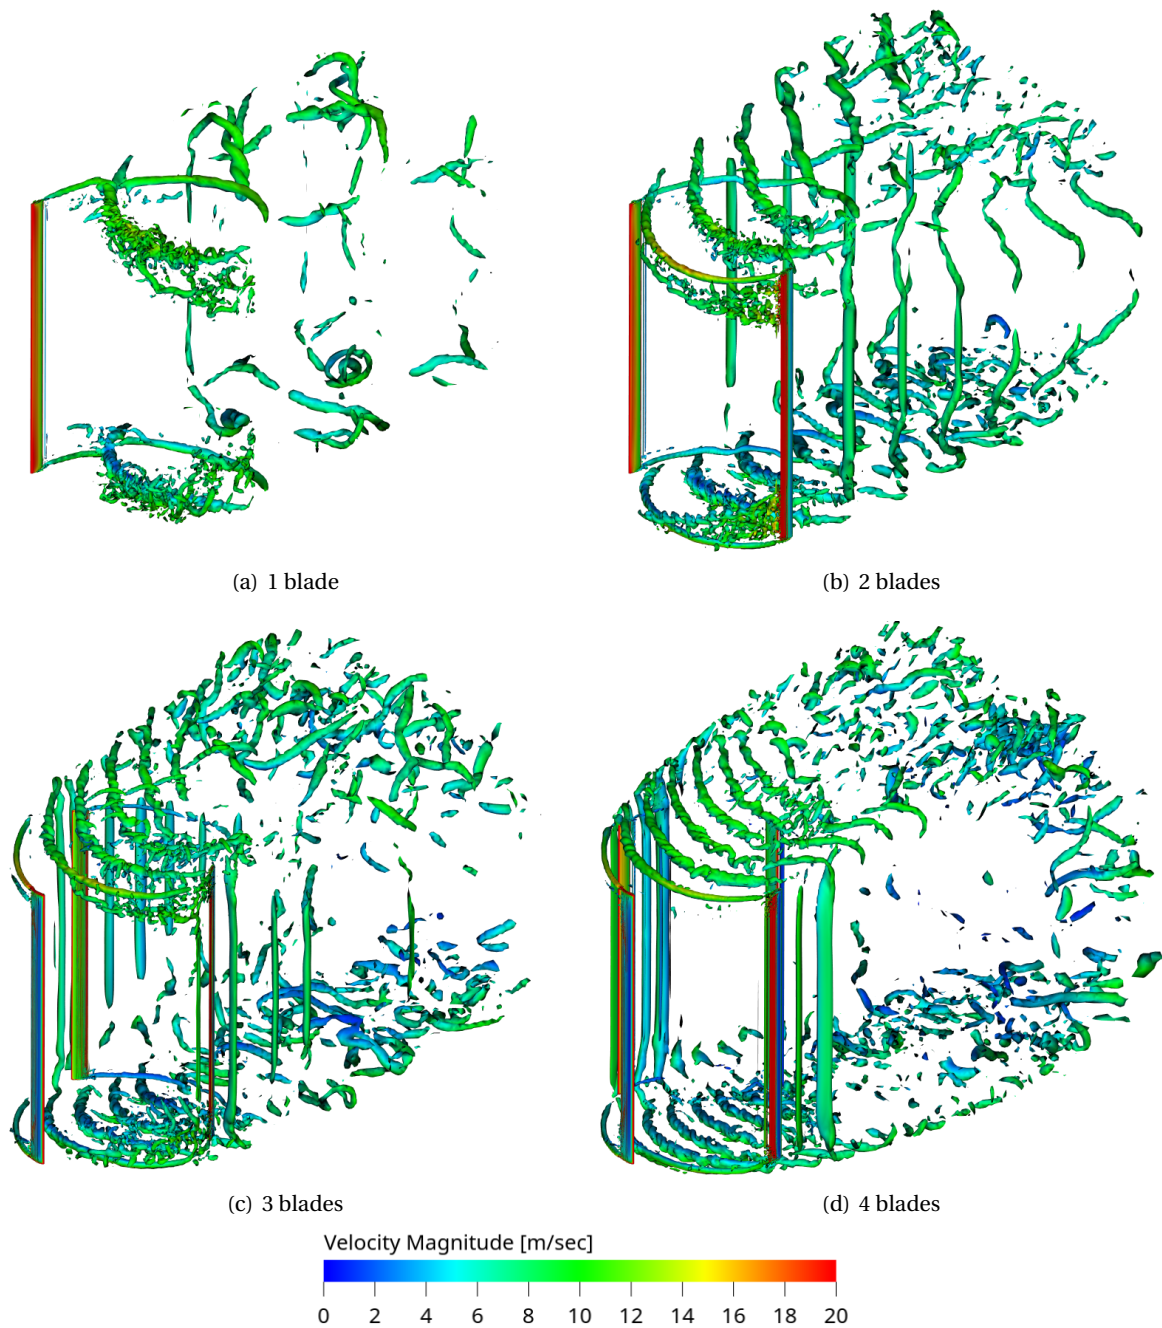 (a) 1 blade
(b) 2 blades
(c) 3 blades
(d) 4 blades
Velocity Magnitude [m/sec]
0 2 4 6 8 10 12 14 16 18 20